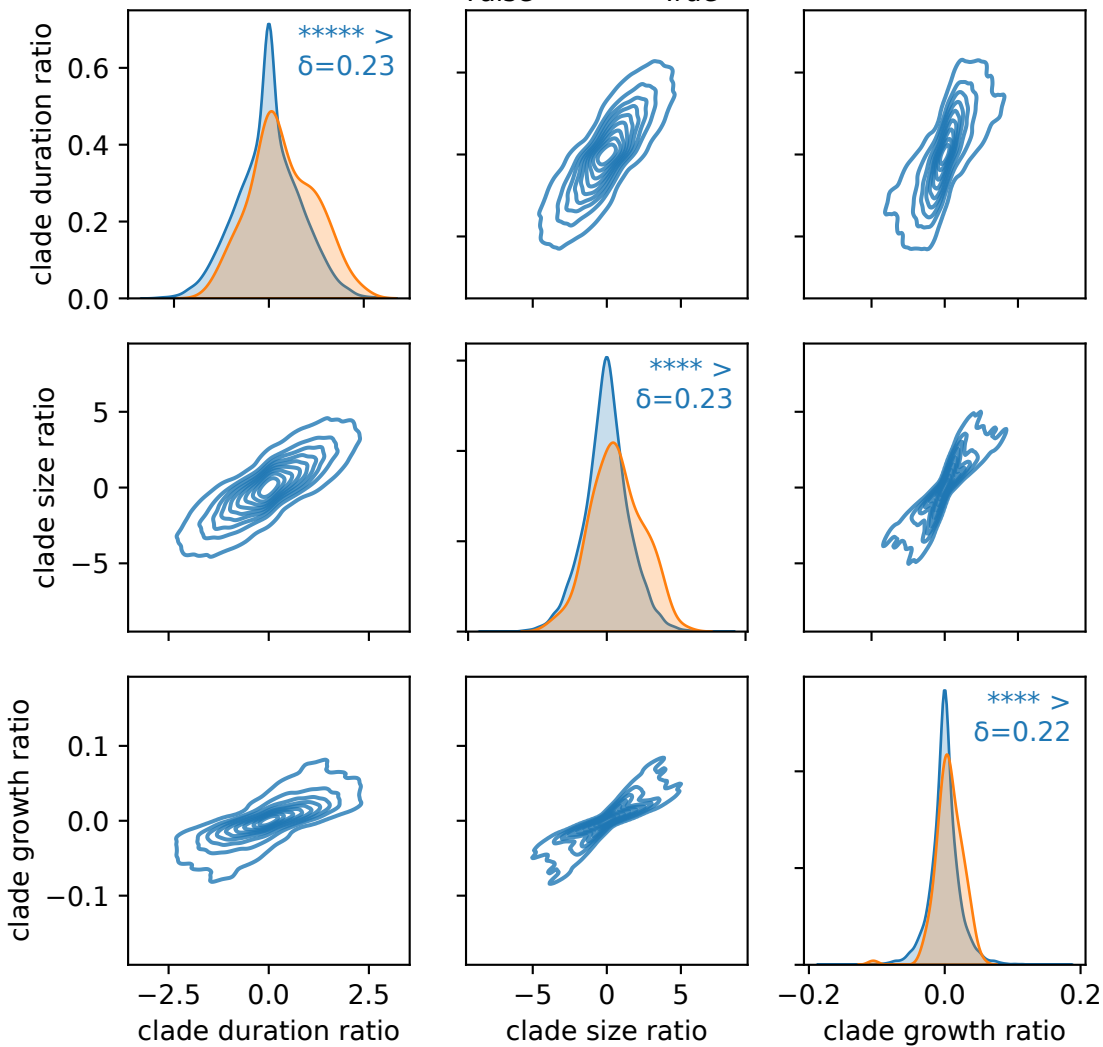 clade duration ratio
0.6
0.4
0.2
0.0
***** >
δ=0.23
clade size ratio
5
0
−5
**** >
δ=0.23
clade growth ratio
0.1
0.0
−0.1
**** >
δ=0.22
−2.5 0.0 2.5
−5 0 5
−0.2 0.0 0.2
clade duration ratio
clade size ratio
clade growth ratio